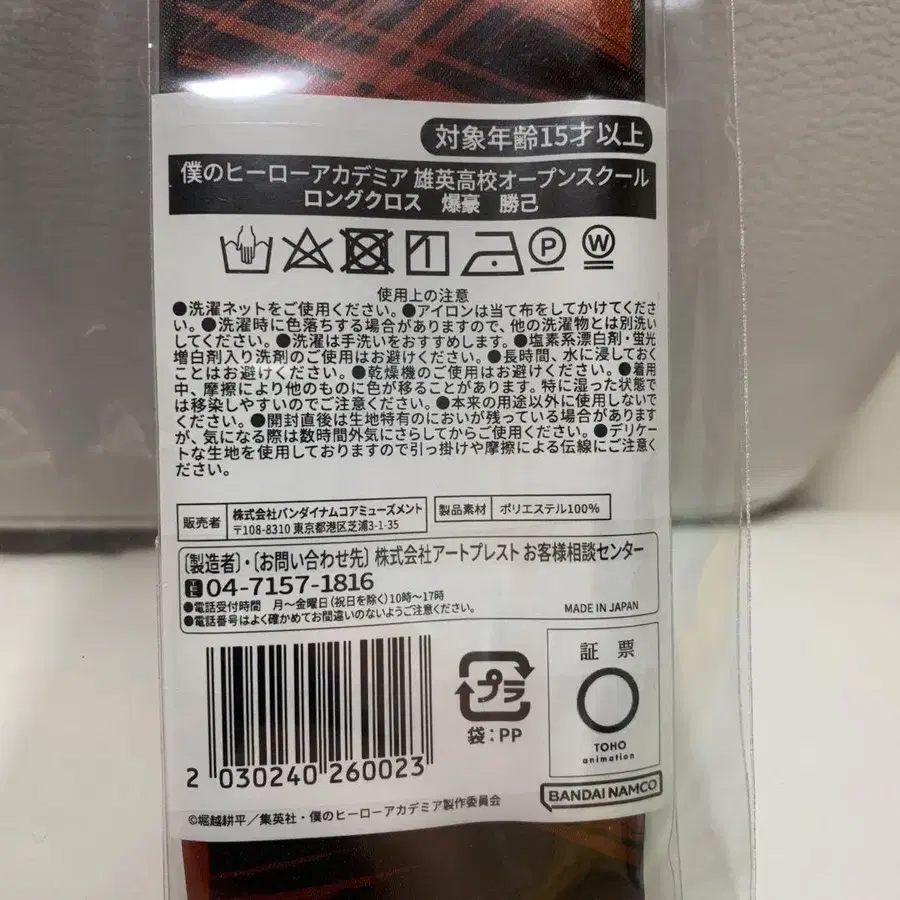 対象年齢15才以上
僕のヒーローアカデミア 雄英高校オープンスクール
ロングクロス 爆豪 勝己
P
W
使用上の注意
●洗濯ネットをご使用ください。●アイロンは当て布をしてかけてくださ
い。●洗濯時に色落ちする場合がありますので、他の洗濯物とは別洗い
してください。●洗濯は手洗いをおすすめします。●塩素系漂白剤・蛍光
増白剤入り洗剤のご使用はお避けください。●長時間、水に浸しておく
ことはお避けください。●乾燥機のご使用はお避けください。●着用
中、摩擦により他のものに色が移ることがあります。特に湿った状態で
は移染しやすいのでご注意ください。●本来の用途以外に使用しないで
ください。●開封直後は生地特有のにおいが残っている場合があります
が、気になる際は数時間外気にさらしてからご使用ください。●デリケー
トな生地を使用しておりますので引っ掛けや摩擦による伝線にご注意く
ださい。
販売者 株式会社バンダイナムコアミューズメント
〒108-8310 東京都港区芝浦3-1-35
製品素材 ポリエステル100%
〔製造者〕・〔お問い合わせ先〕株式会社アートプレスト お客様相談センター
04-7157-1816
●電話受付時間 月〜金曜日(祝日を除く)10時〜17時
●電話番号はよく確かめてお間違いのないようご注意ください。
MADE IN JAPAN
2 030240 260023
プラ
袋:PP
証票
TOHO
animation
BANDAI NAMCO
©堀越耕平/集英社・僕のヒーローアカデミア製作委員会